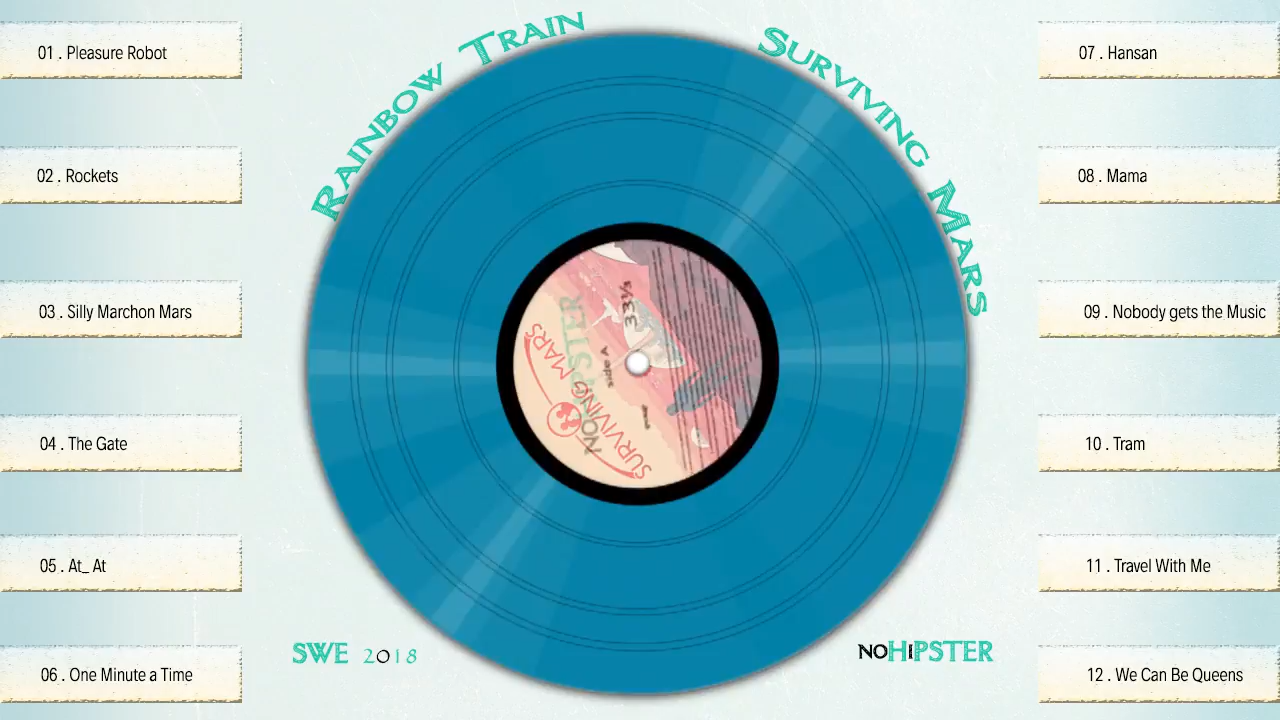 Rainbow Train
Surviving Mars
01 . Pleasure Robot
02 . Rockets
03 . Silly Marchon Mars
04 . The Gate
05 . At_ At
06 . One Minute a Time
07 . Hansan
08 . Mama
09 . Nobody gets the Music
10 . Tram
11 . Travel With Me
12 . We Can Be Queens
33⅓
side A
NOHiPSTER
SURVIVING MARS
SWE 2018
NOHiPSTER